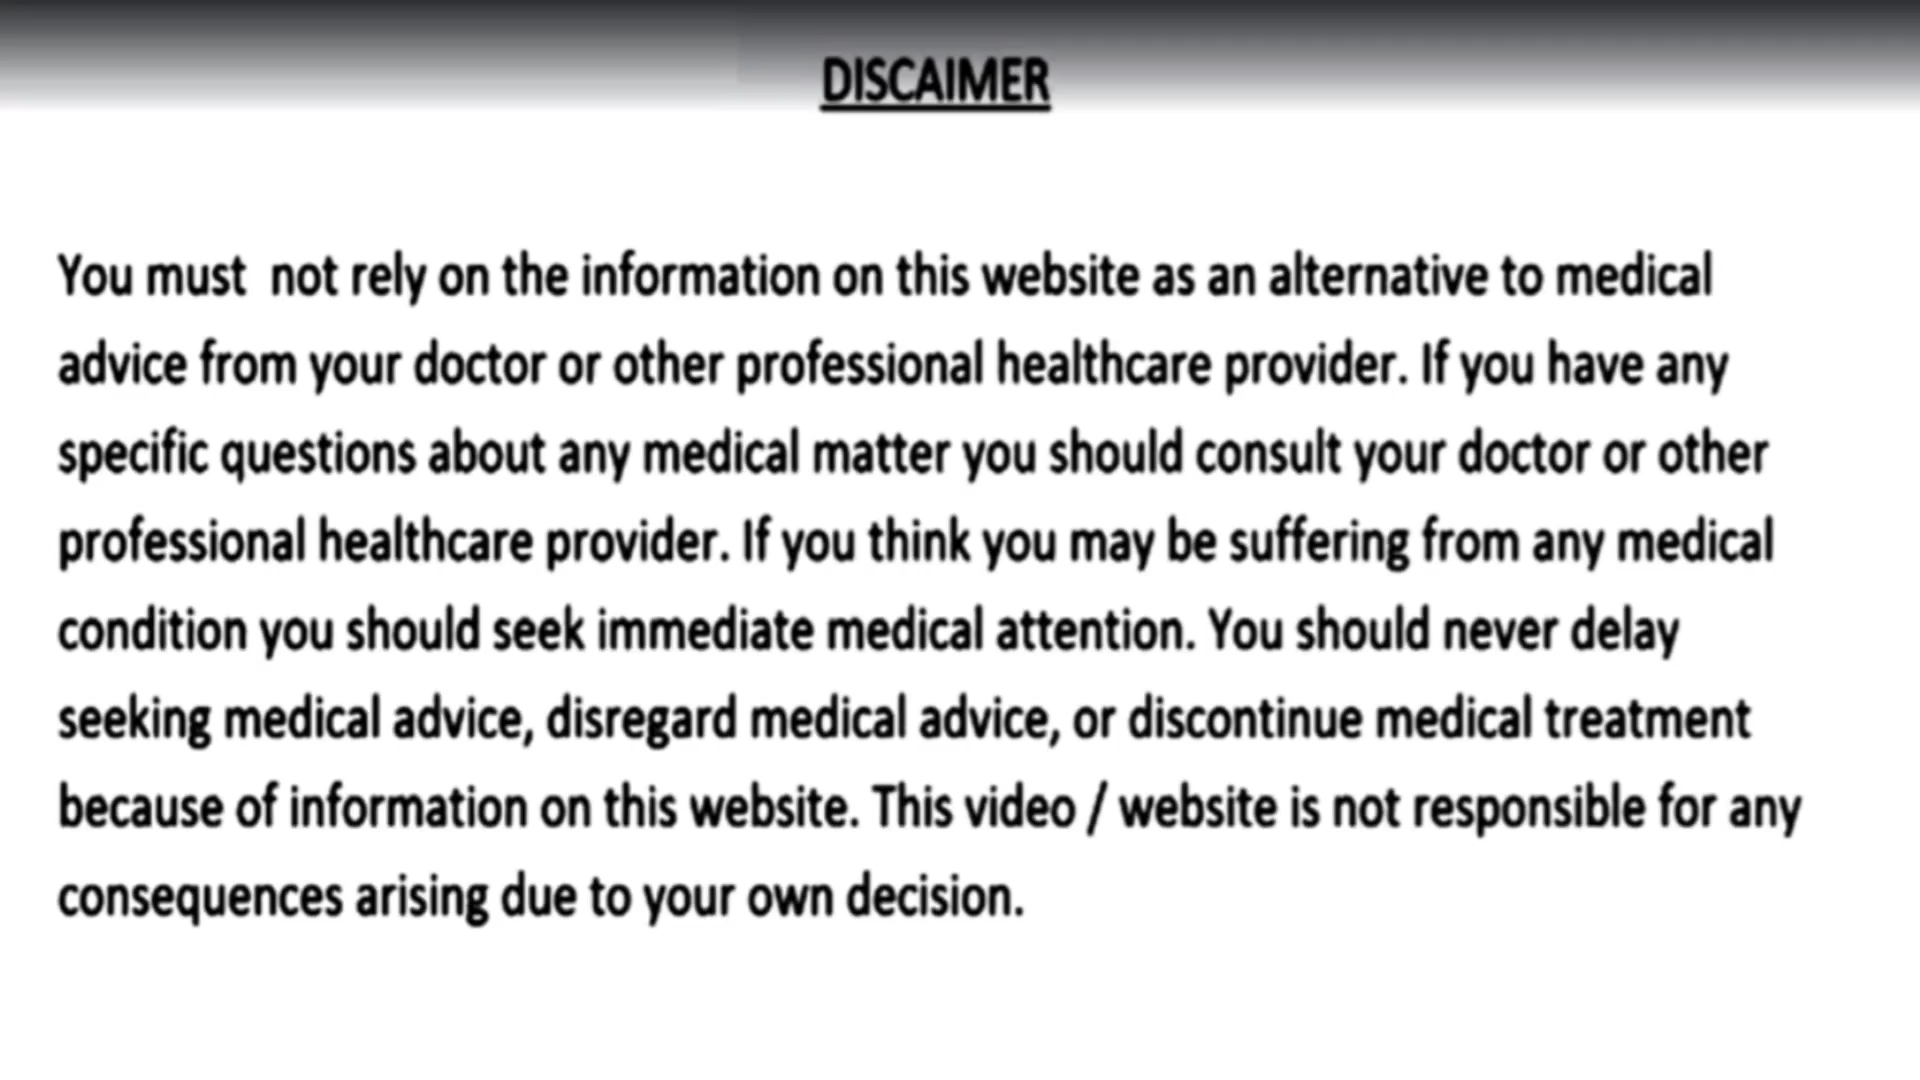 DISCAIMER
You must  not rely on the information on this website as an alternative to medical
advice from your doctor or other professional healthcare provider. If you have any
specific questions about any medical matter you should consult your doctor or other
professional healthcare provider. If you think you may be suffering from any medical
condition you should seek immediate medical attention. You should never delay
seeking medical advice, disregard medical advice, or discontinue medical treatment
because of information on this website. This video / website is not responsible for any
consequences arising due to your own decision.